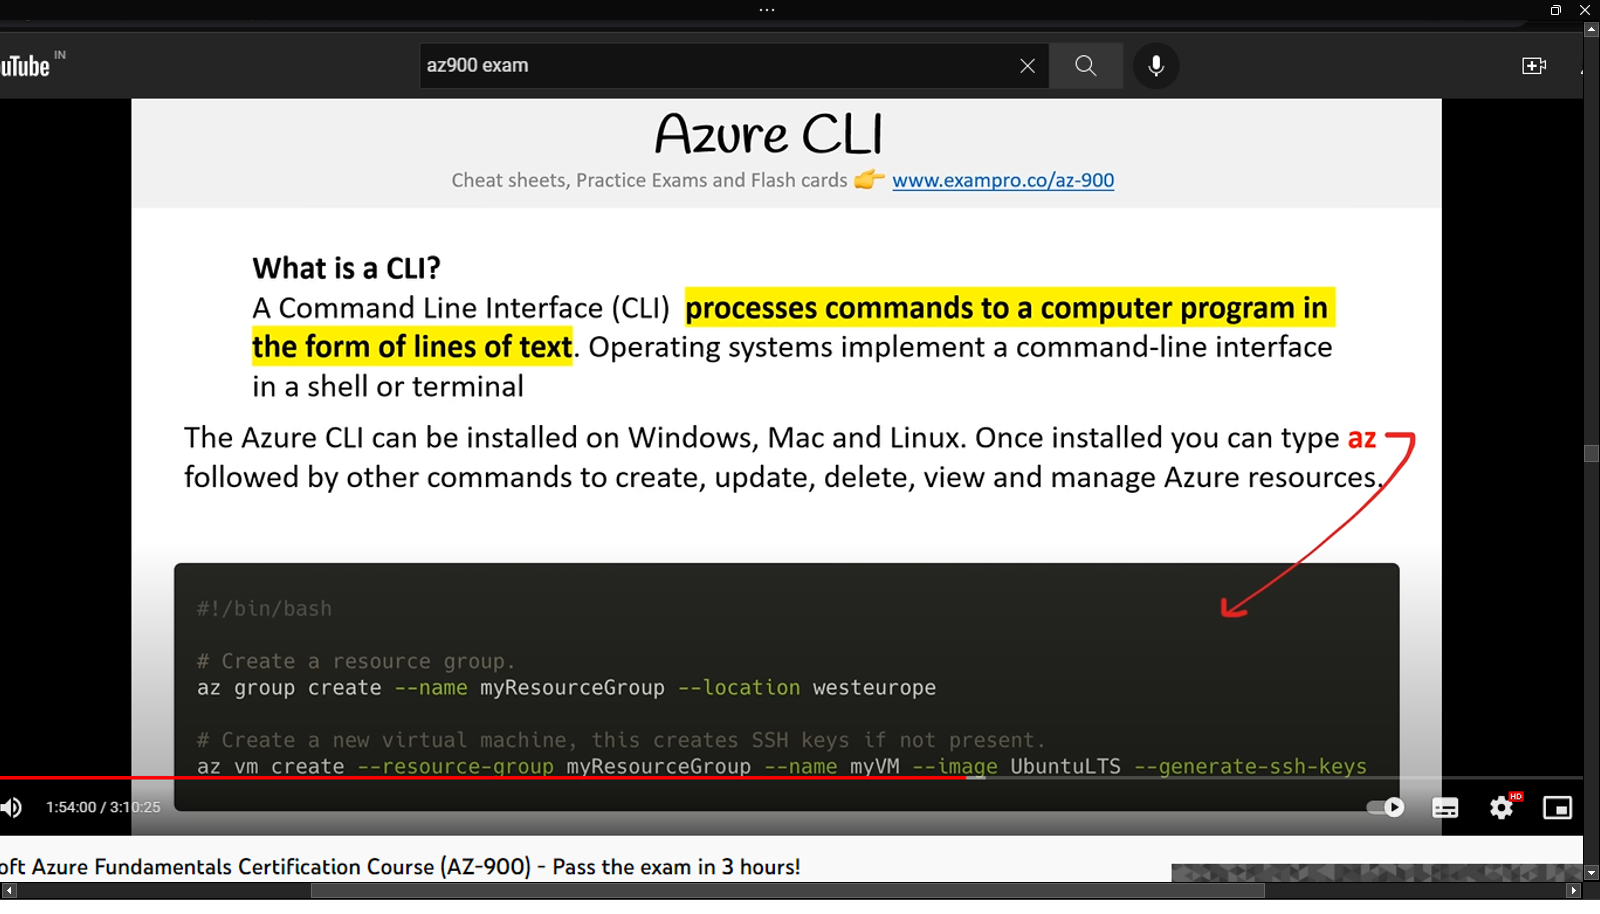 uTube IN
az900 exam
Azure CLI
Cheat sheets, Practice Exams and Flash cards 👉 www.exampro.co/az-900
What is a CLI?
A Command Line Interface (CLI) processes commands to a computer program in
the form of lines of text. Operating systems implement a command-line interface
in a shell or terminal
The Azure CLI can be installed on Windows, Mac and Linux. Once installed you can type az
followed by other commands to create, update, delete, view and manage Azure resources.
#!/bin/bash
# Create a resource group.
az group create --name myResourceGroup --location westeurope
# Create a new virtual machine, this creates SSH keys if not present.
az vm create --resource-group myResourceGroup --name myVM --image UbuntuLTS --generate-ssh-keys
1:54:00 / 3:10:25
HD
oft Azure Fundamentals Certification Course (AZ-900) - Pass the exam in 3 hours!